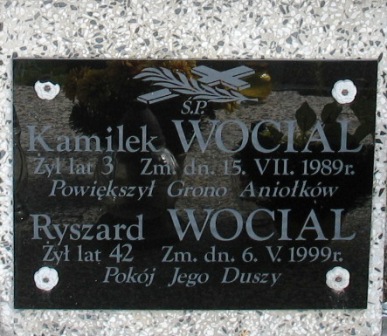 Ś.P.
Kamilek WOCIAL
Żył lat 3 Zm. dn. 15. VII. 1989r.
Powiększył Grono Aniołków
Ryszard WOCIAL
Żył lat 42 Zm. dn. 6. V. 1999r.
Pokój Jego Duszy